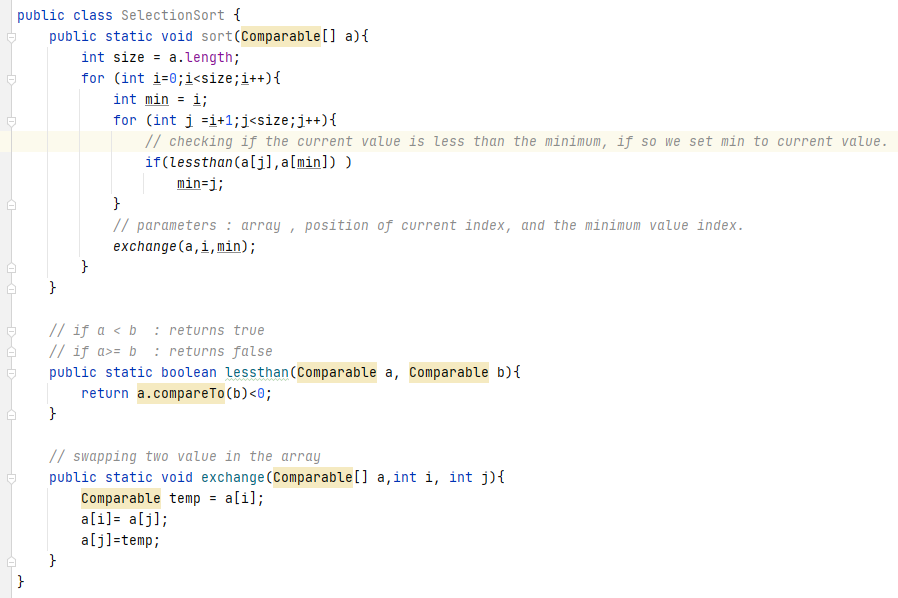 public class SelectionSort {
    public static void sort(Comparable[] a){
        int size = a.length;
        for (int i=0;i<size;i++){
            int min = i;
            for (int j =i+1;j<size;j++){
                // checking if the current value is less than the minimum, if so we set min to current value.
                if(lessthan(a[j],a[min]) )
                    min=j;
            }
            // parameters : array , position of current index, and the minimum value index.
            exchange(a,i,min);
        }
    }

    // if a < b  : returns true
    // if a>= b  : returns false
    public static boolean lessthan(Comparable a, Comparable b){
        return a.compareTo(b)<0;
    }

    // swapping two value in the array
    public static void exchange(Comparable[] a,int i, int j){
        Comparable temp = a[i];
        a[i]= a[j];
        a[j]=temp;
    }
}